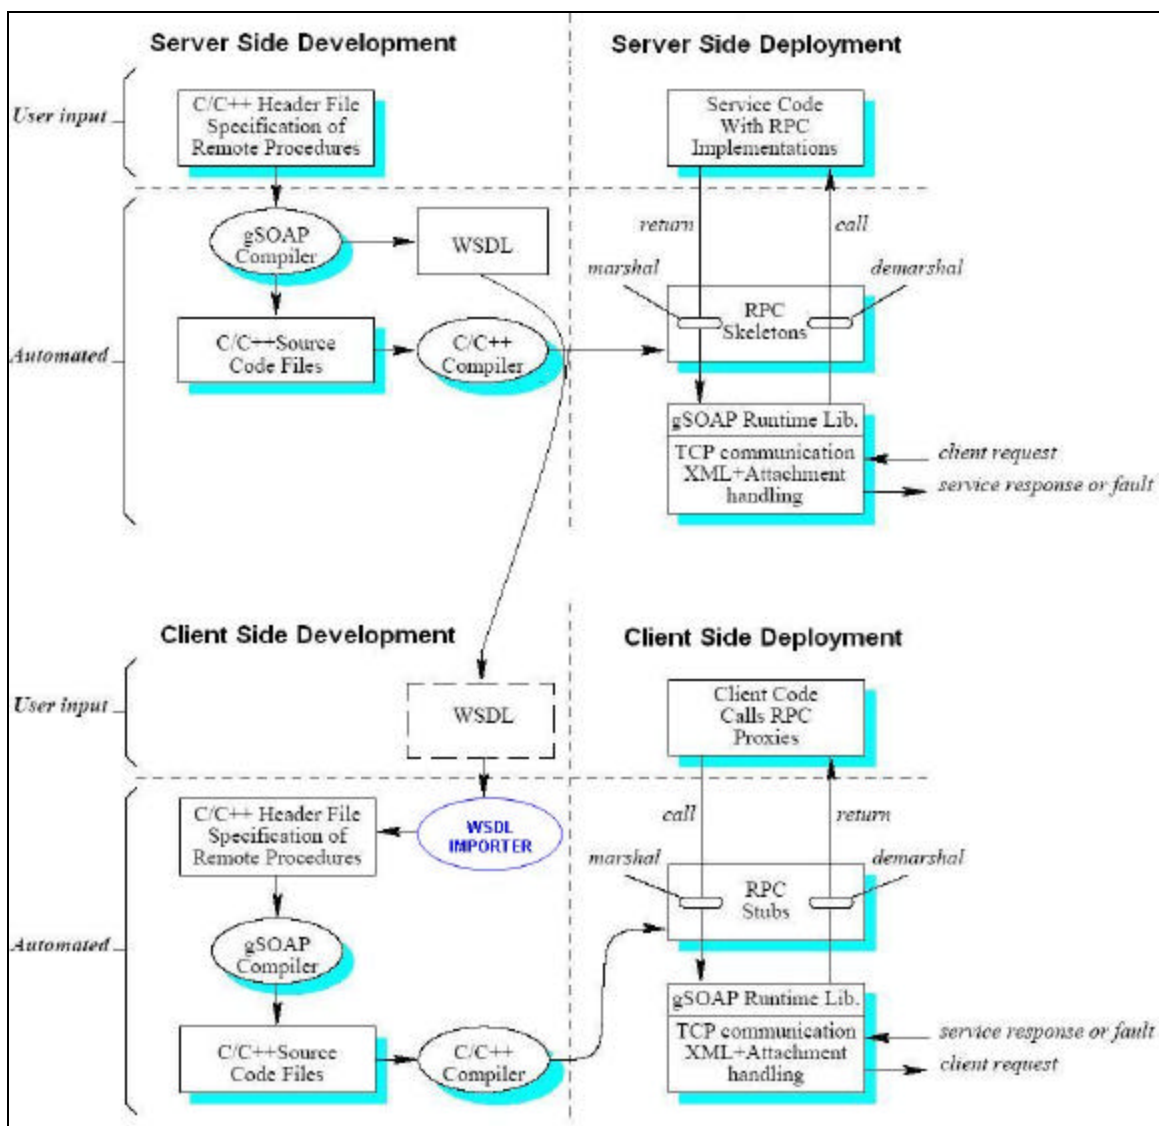 Server Side Development
Server Side Deployment
User input
C/C++ Header File
Specification of
Remote Procedures
Service Code
With RPC
Implementations
gSOAP
Compiler
WSDL
return
call
marshal
demarshal
RPC
Skeletons
Automated
C/C++Source
Code Files
C/C++
Compiler
gSOAP Runtime Lib.
TCP communication
XML+Attachment
handling
client request
service response or fault
Client Side Development
Client Side Deployment
User input
WSDL
Client Code
Calls RPC
Proxies
C/C++ Header File
Specification of
Remote Procedures
WSDL
IMPORTER
call
return
marshal
demarshal
RPC
Stubs
Automated
gSOAP
Compiler
C/C++Source
Code Files
C/C++
Compiler
gSOAP Runtime Lib.
TCP communication
XML+Attachment
handling
service response or fault
client request